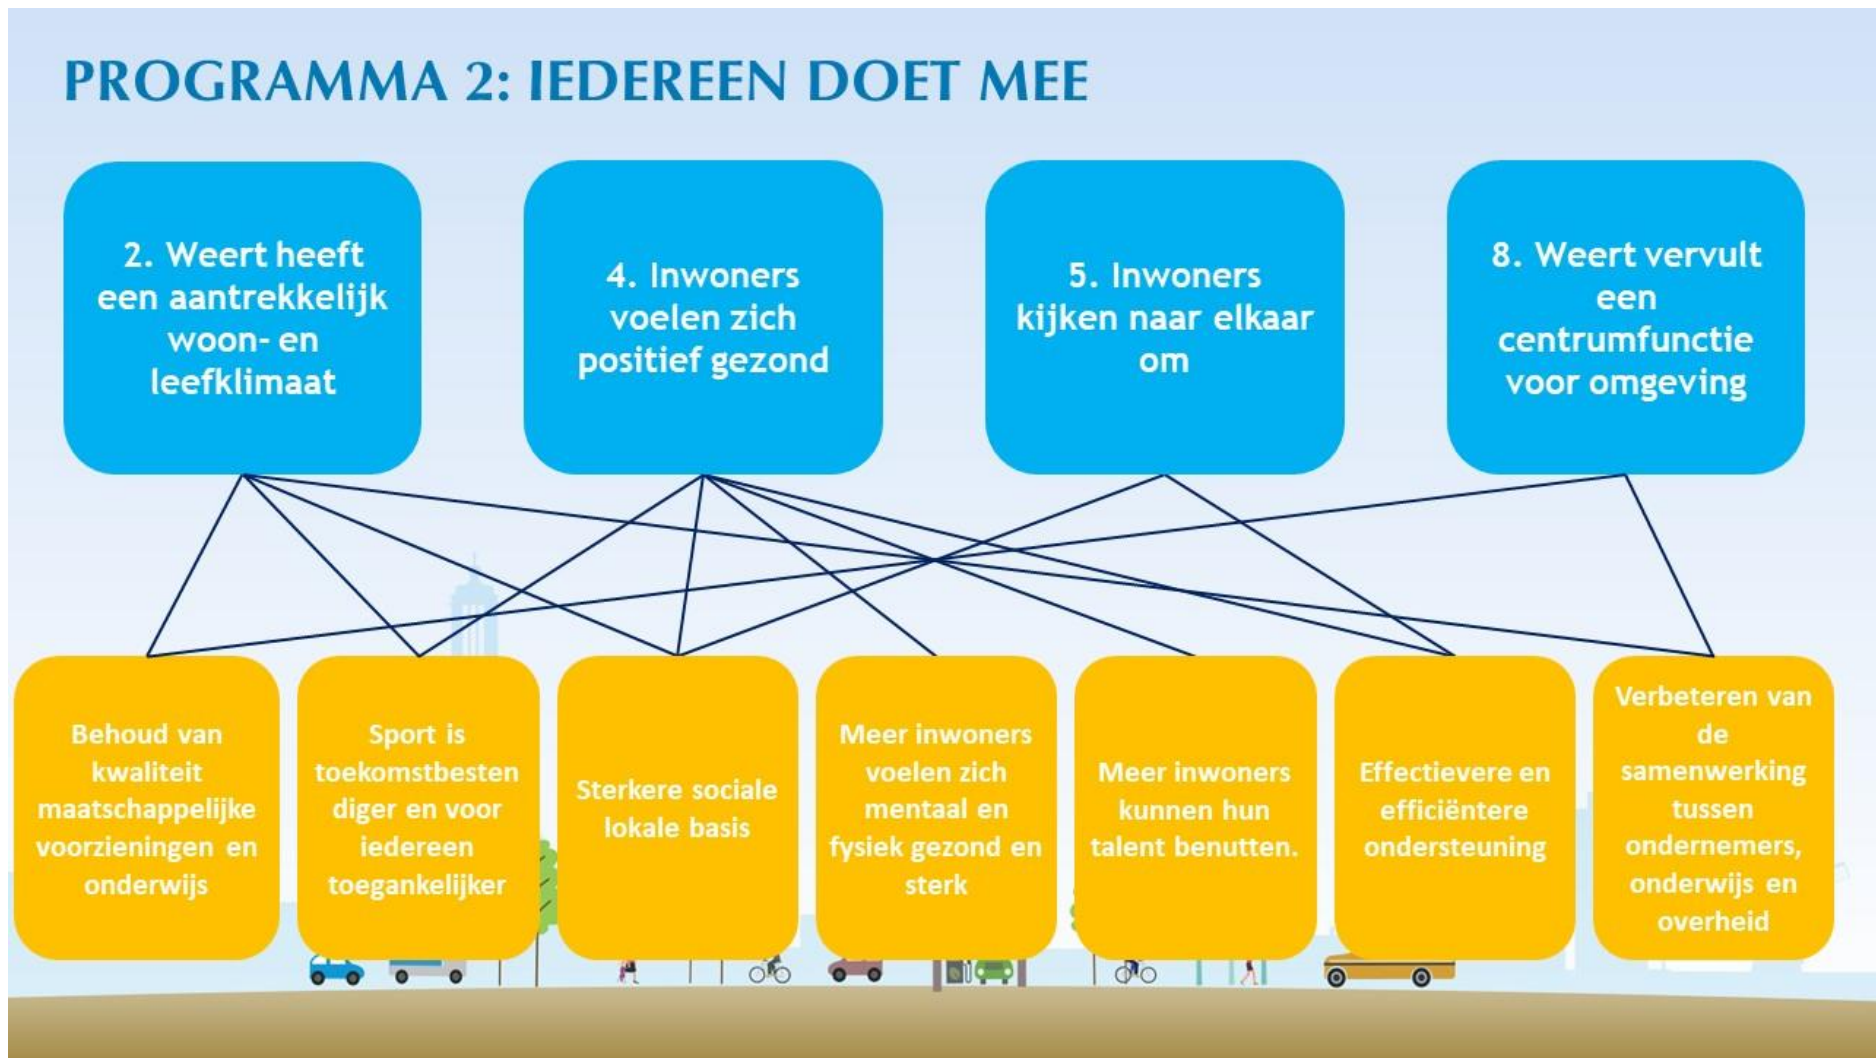 PROGRAMMA 2: IEDEREEN DOET MEE
2. Weert heeft
een aantrekkelijk
woon- en
leefklimaat
4. Inwoners
voelen zich
positief gezond
5. Inwoners
kijken naar elkaar
om
8. Weert vervult
een
centrumfunctie
voor omgeving
Behoud van
kwaliteit
maatschappelijke
voorzieningen en
onderwijs
Sport is
toekomstbesten
diger en voor
iedereen
toegankelijker
Sterkere sociale
lokale basis
Meer inwoners
voelen zich
mentaal en
fysiek gezond en
sterk
Meer inwoners
kunnen hun
talent benutten.
Effectievere en
efficiëntere
ondersteuning
Verbeteren van
de
samenwerking
tussen
ondernemers,
onderwijs en
overheid